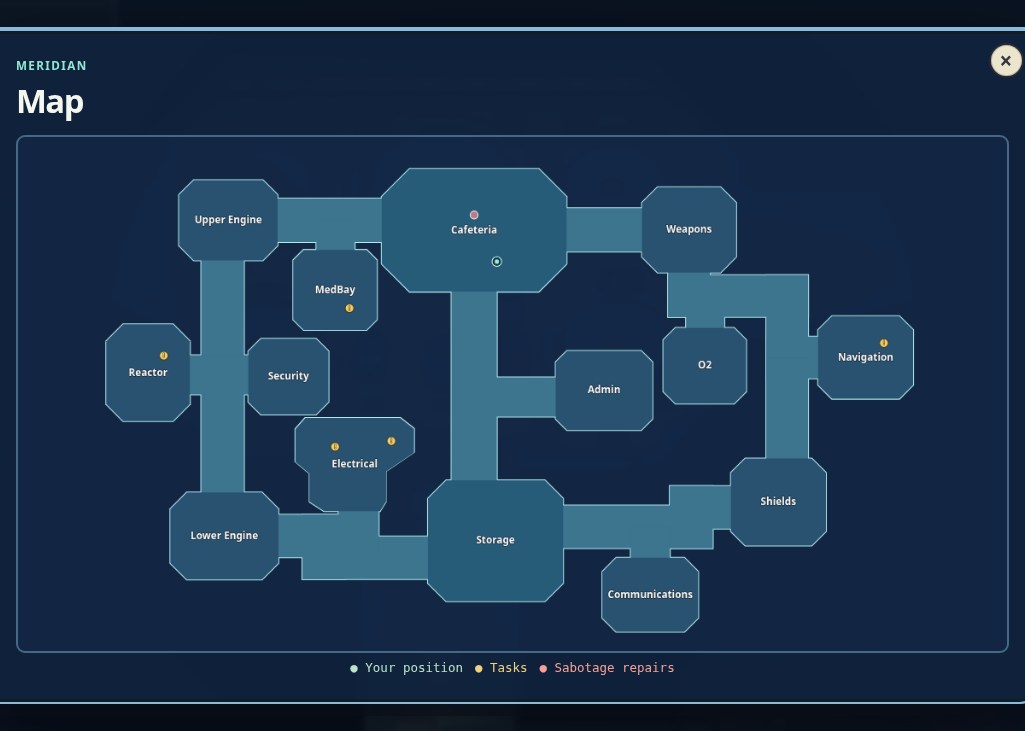 MERIDIAN
Map
Upper Engine
Cafeteria
Weapons
MedBay
Reactor
Security
Navigation
O2
Admin
Electrical
Shields
Lower Engine
Storage
Communications
Your position
Tasks
Sabotage repairs